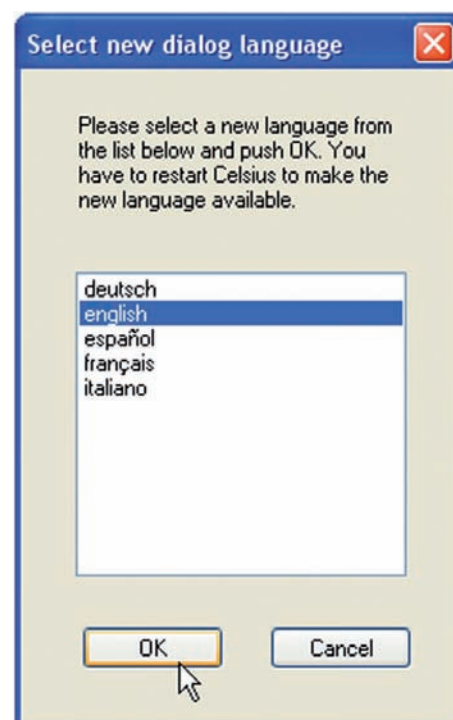 Select new dialog language
Please select a new language from
the list below and push OK. You
have to restart Celsius to make the
new language available.
deutsch
english
español
français
italiano
OK
Cancel